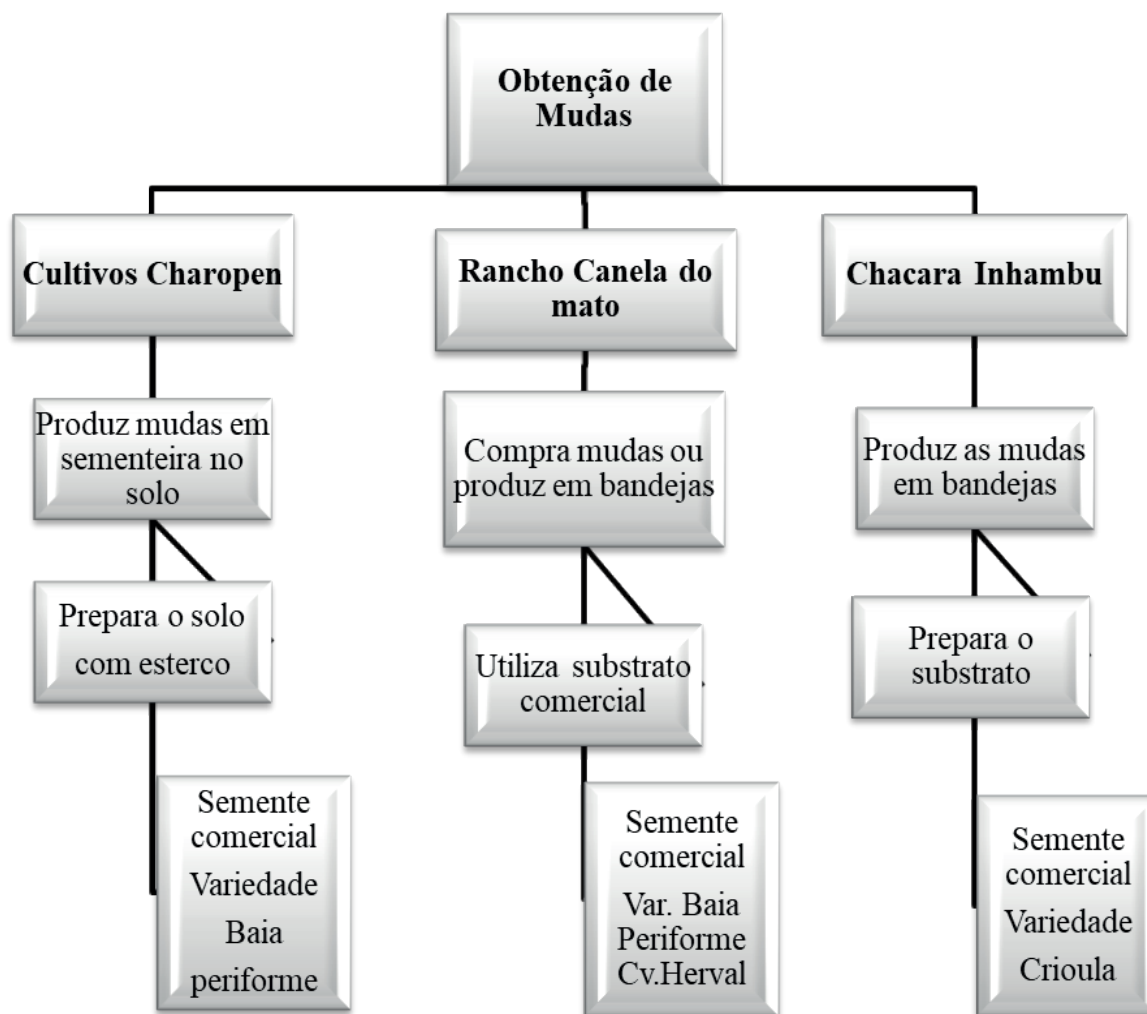 Obtenção de
Mudas
Cultivos Charopen
Produz mudas em
sementeira no
solo
Prepara o solo
com esterco
Semente
comercial
Variedade
Baia
periforme
Rancho Canela do
mato
Compra mudas ou
produz em bandejas
Utiliza substrato
comercial
Semente
comercial
Var. Baia
Periforme
Cv.Herval
Chacara Inhambu
Produz as mudas
em bandejas
Prepara o
substrato
Semente
comercial
Variedade
Crioula